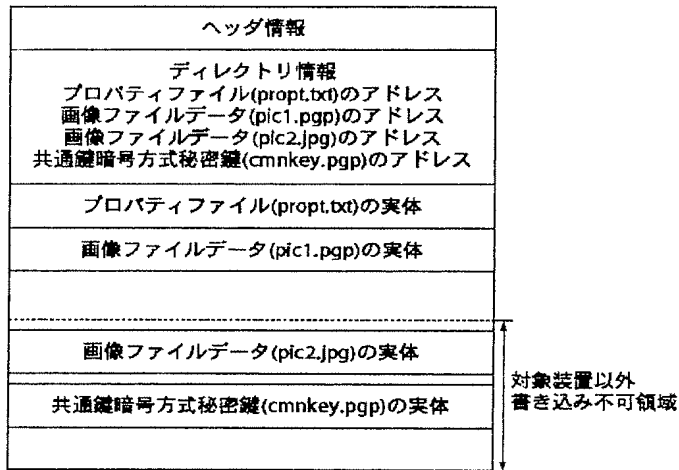 ヘッダ情報
ディレクトリ情報
プロパティファイル(propt.txt)のアドレス
画像ファイルデータ(pic1.pgp)のアドレス
画像ファイルデータ(pic2.jpg)のアドレス
共通鍵暗号方式秘密鍵(cmnkey.pgp)のアドレス
プロパティファイル(propt.txt)の実体
画像ファイルデータ(pic1.pgp)の実体
画像ファイルデータ(pic2.jpg)の実体
共通鍵暗号方式秘密鍵(cmnkey.pgp)の実体
対象装置以外
書き込み不可領域